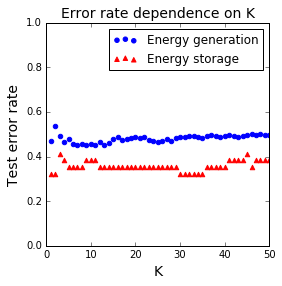 Error rate dependence on K
Energy generation
Energy storage
Test error rate
1.0
0.8
0.6
0.4
0.2
0.0
0
10
20
30
40
50
K